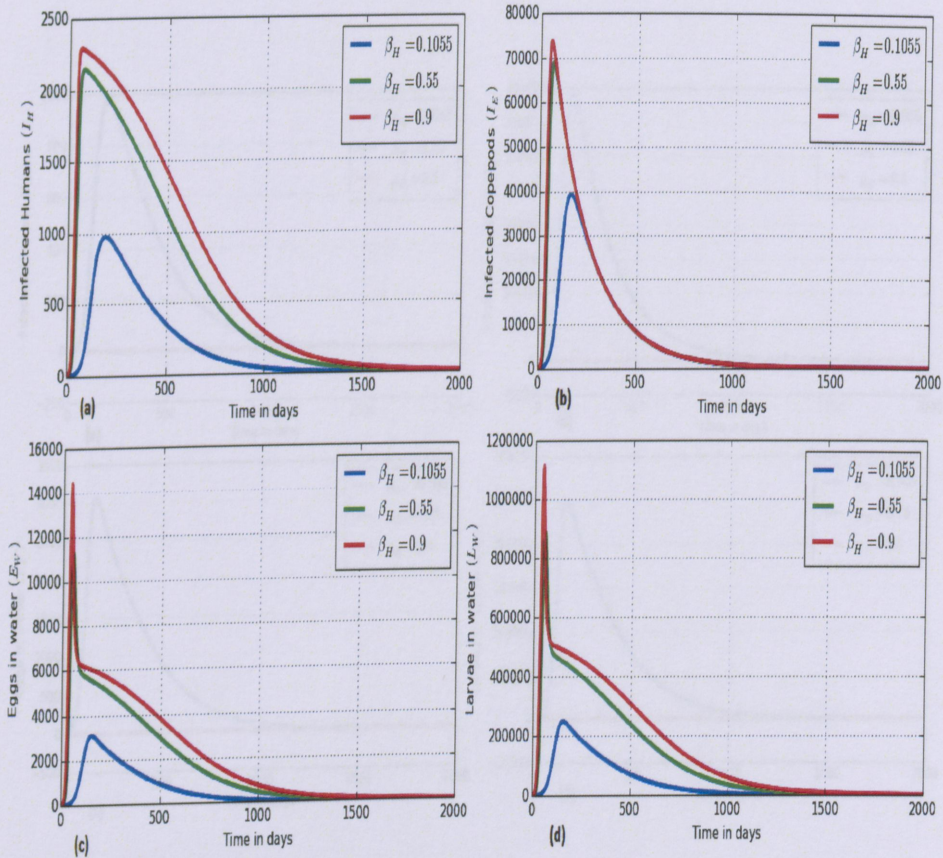 2500
2000
1500
1000
500
0
Infected Humans (I_H)
β_H =0.1055
β_H =0.55
β_H =0.9
0 500 1000 1500 2000
Time in days
(a)
80000
70000
60000
50000
40000
30000
20000
10000
0
Infected Copepods (I_E)
β_H =0.1055
β_H =0.55
β_H =0.9
0 500 1000 1500 2000
Time in days
(b)
16000
14000
12000
10000
8000
6000
4000
2000
0
Eggs in water (E_W)
β_H =0.1055
β_H =0.55
β_H =0.9
0 500 1000 1500 2000
Time in days
(c)
1200000
1000000
800000
600000
400000
200000
0
Larvae in water (L_W)
β_H =0.1055
β_H =0.55
β_H =0.9
0 500 1000 1500 2000
Time in days
(d)